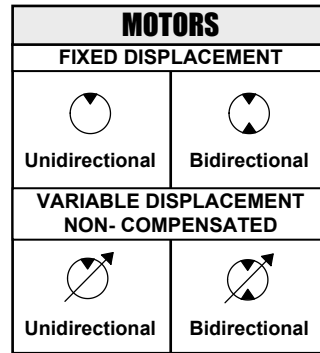 MOTORS
FIXED DISPLACEMENT
Unidirectional
Bidirectional
VARIABLE DISPLACEMENT
NON- COMPENSATED
Unidirectional
Bidirectional